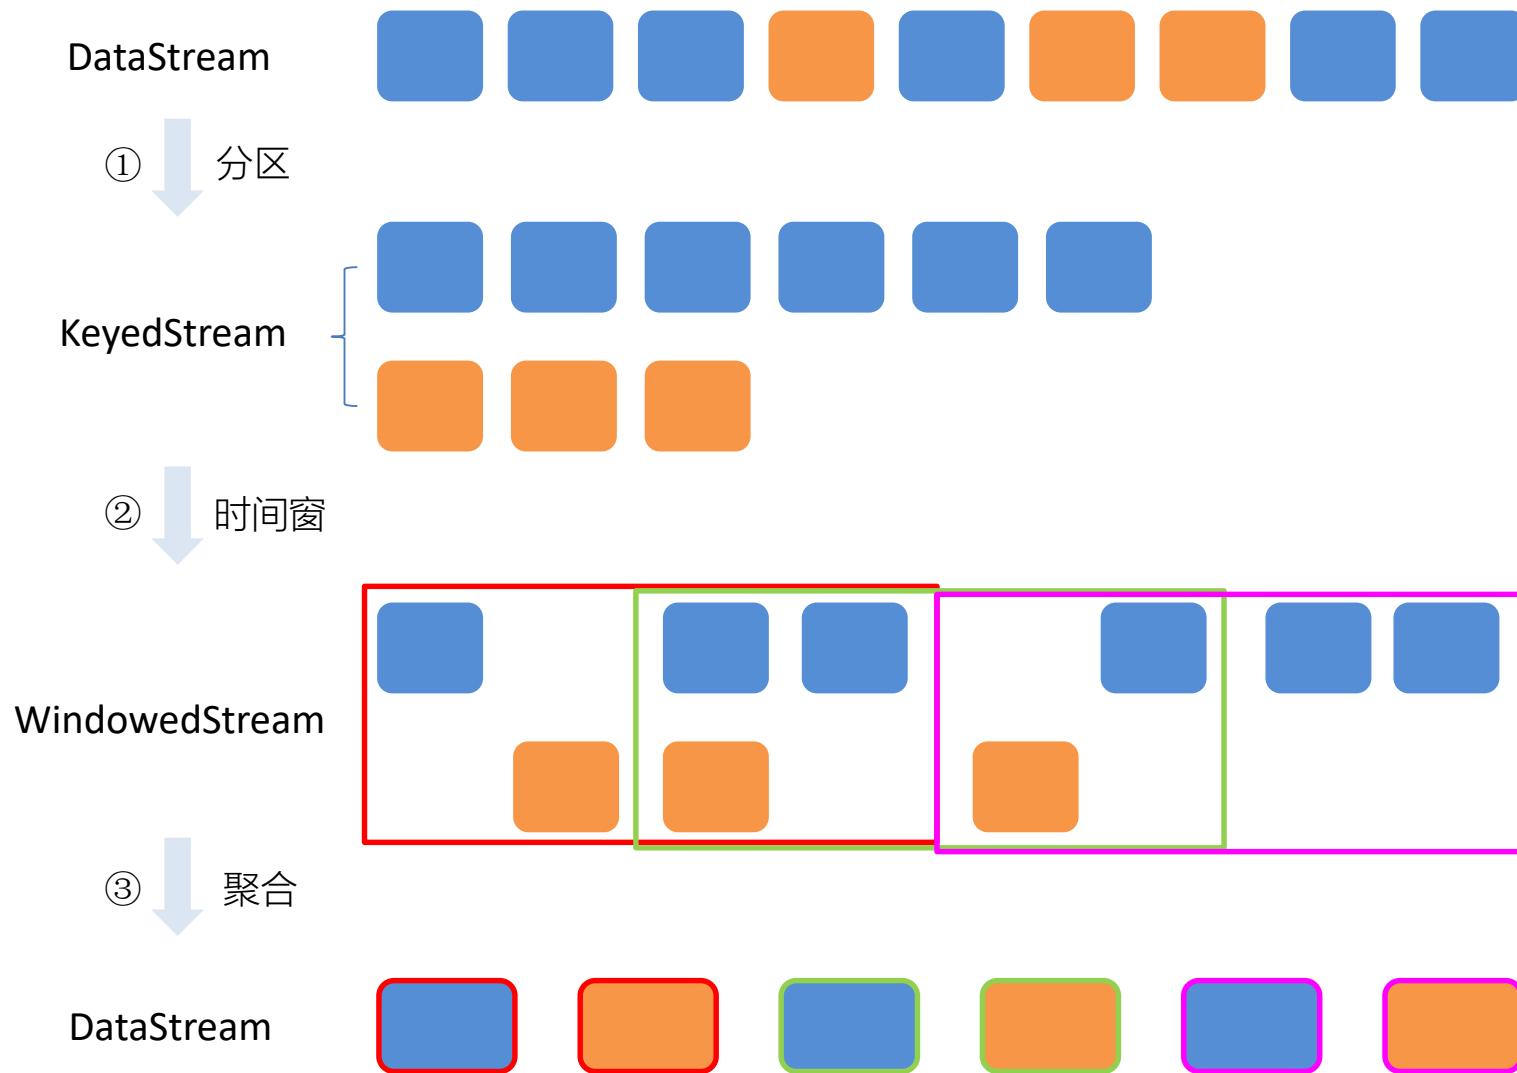 DataStream
① 分区
KeyedStream
② 时间窗
WindowedStream
③ 聚合
DataStream